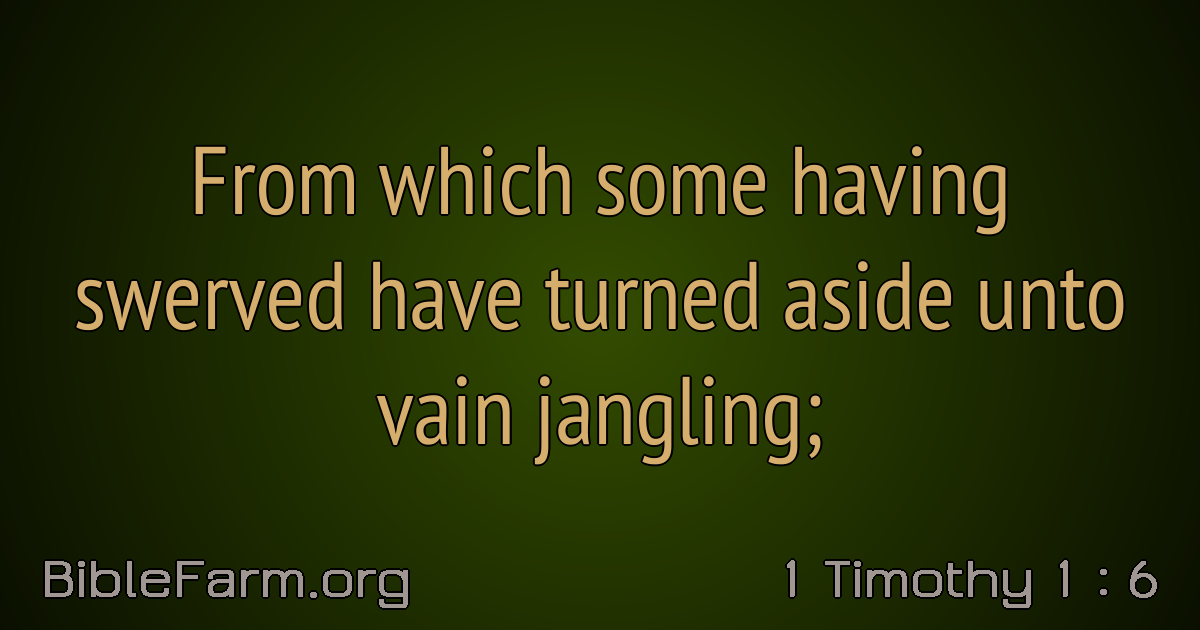 From which some having
swerved have turned aside unto
vain jangling;
BibleFarm.org
1 Timothy 1 : 6